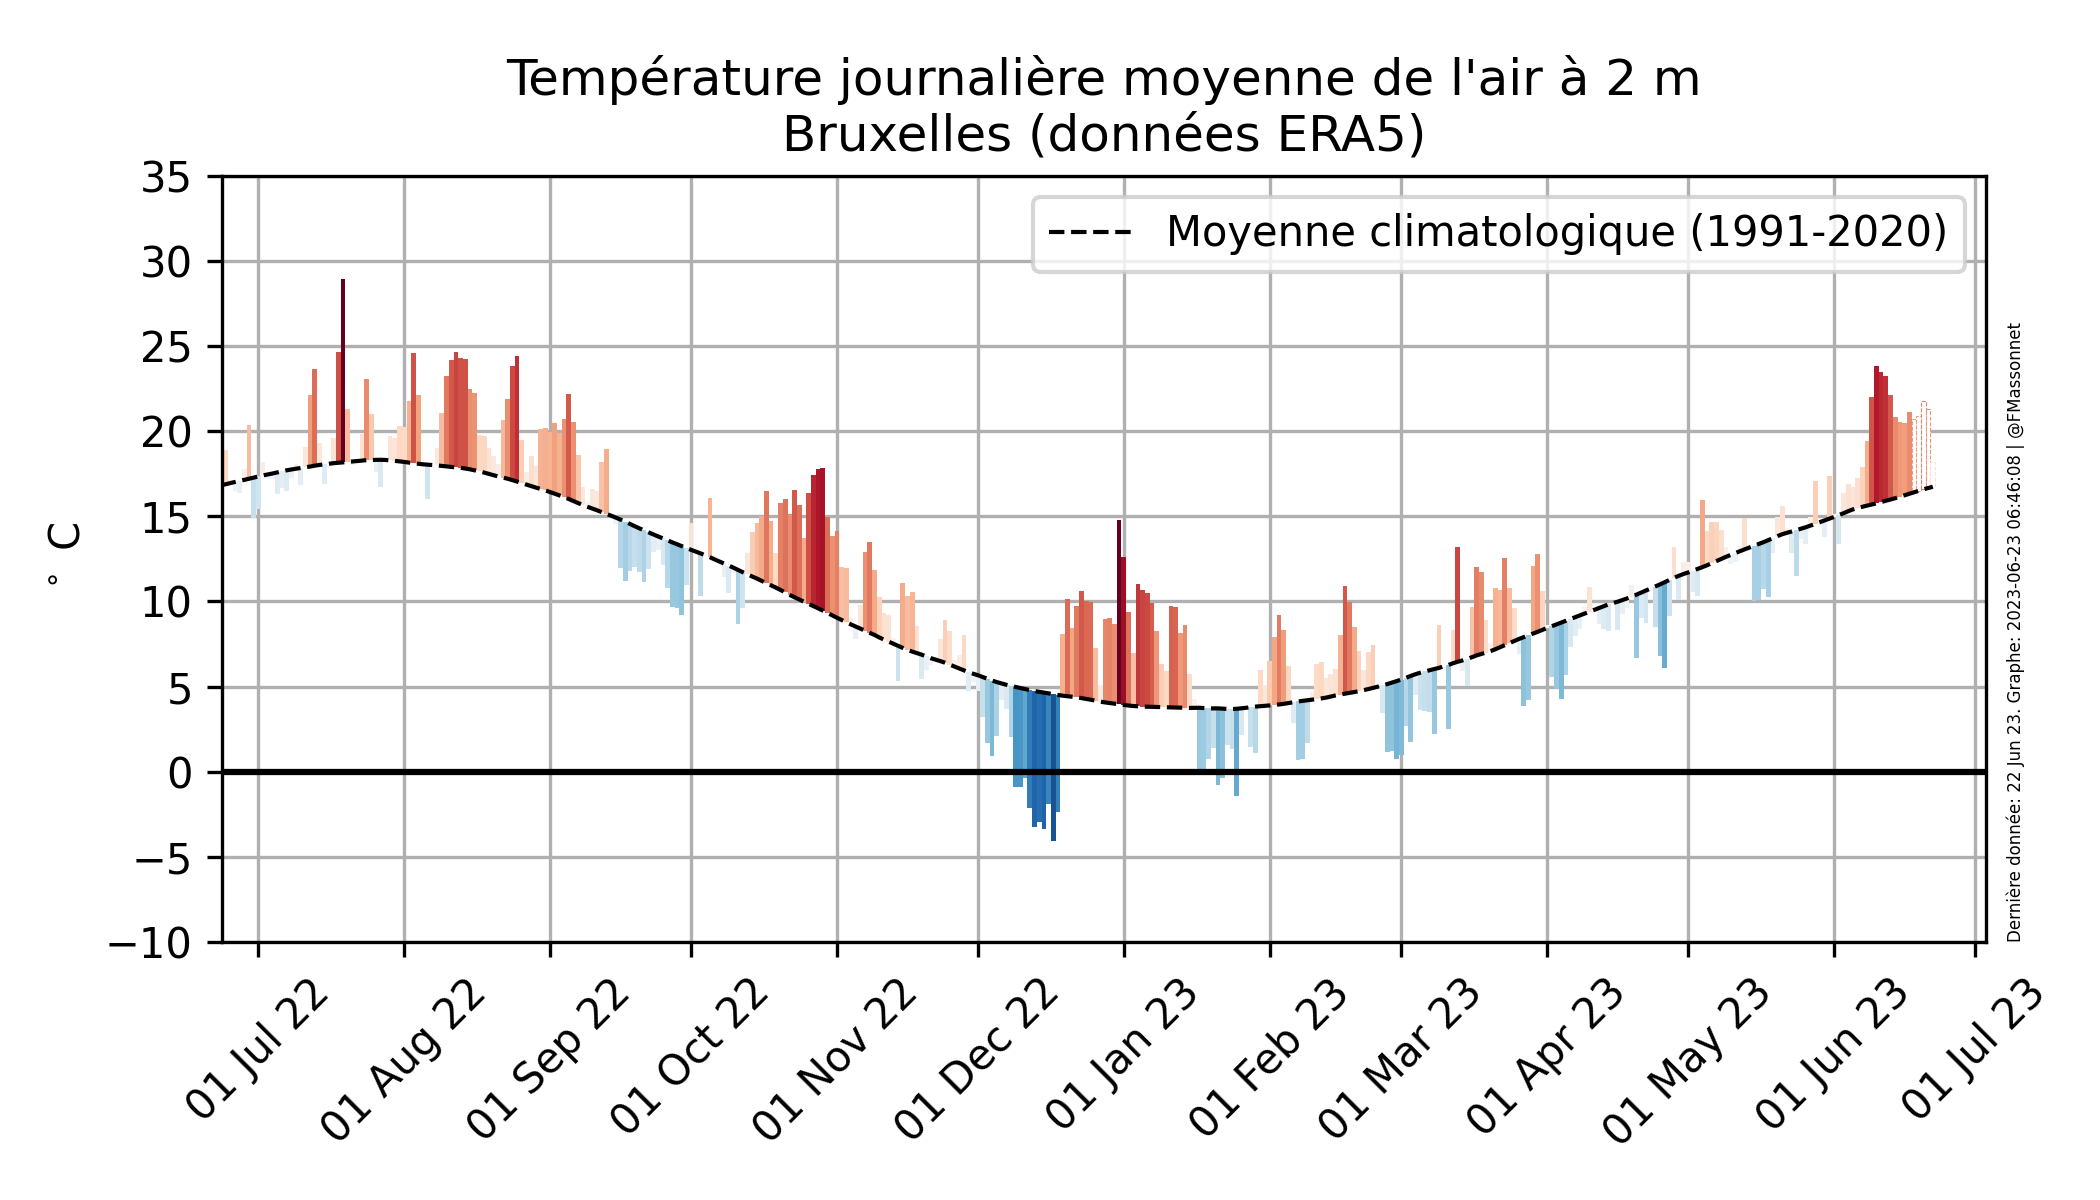 Température journalière moyenne de l'air à 2 m
Bruxelles (données ERA5)
35
30
25
20
15
10
5
0
−5
−10
° C
Moyenne climatologique (1991-2020)
01 Jul 22
01 Aug 22
01 Sep 22
01 Oct 22
01 Nov 22
01 Dec 22
01 Jan 23
01 Feb 23
01 Mar 23
01 Apr 23
01 May 23
01 Jun 23
01 Jul 23
Dernière donnée: 22 Jun 23. Graphe: 2023-06-23 06:46:08 | @FMassonnet